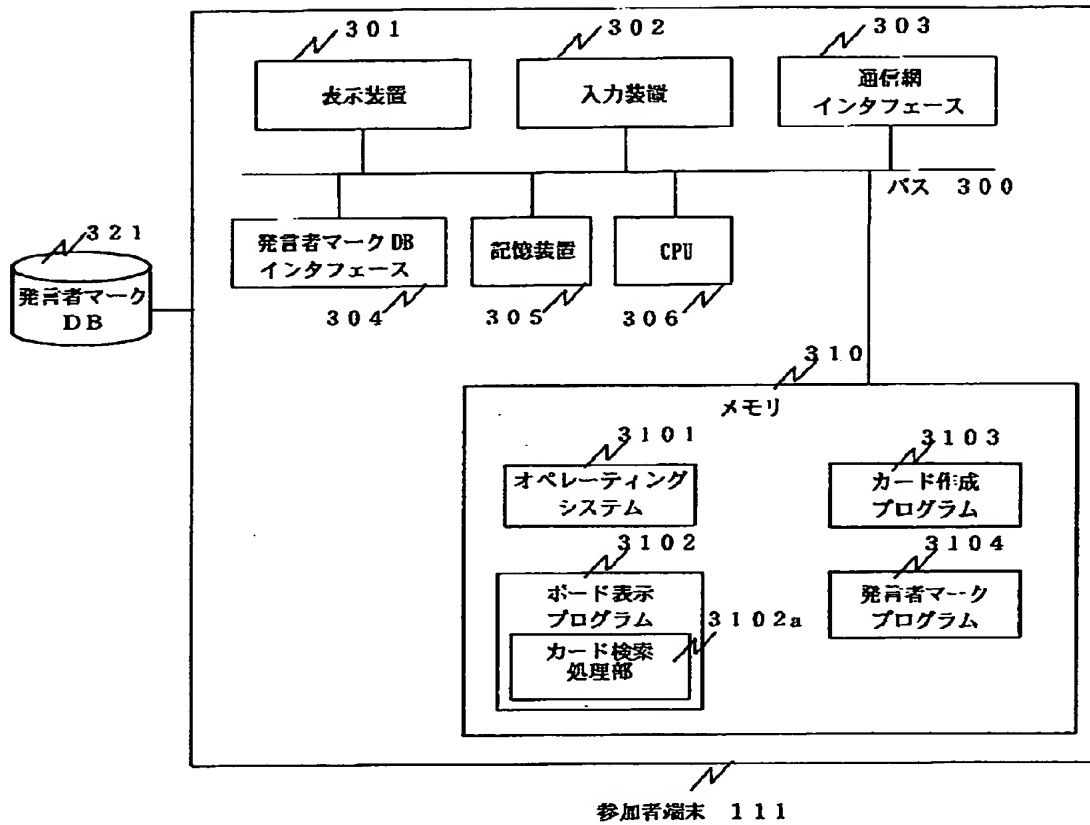 301
302
303
表示装置
入力装置
通信網
インタフェース
バス 300
321
発言者マーク
DB
発言者マークDB
インタフェース
記憶装置
CPU
304
305
306
310
メモリ
3101
3103
オペレーティング
システム
カード作成
プログラム
3102
3104
ボード表示
プログラム
発言者マーク
プログラム
3102a
カード検索
処理部
参加者端末 111